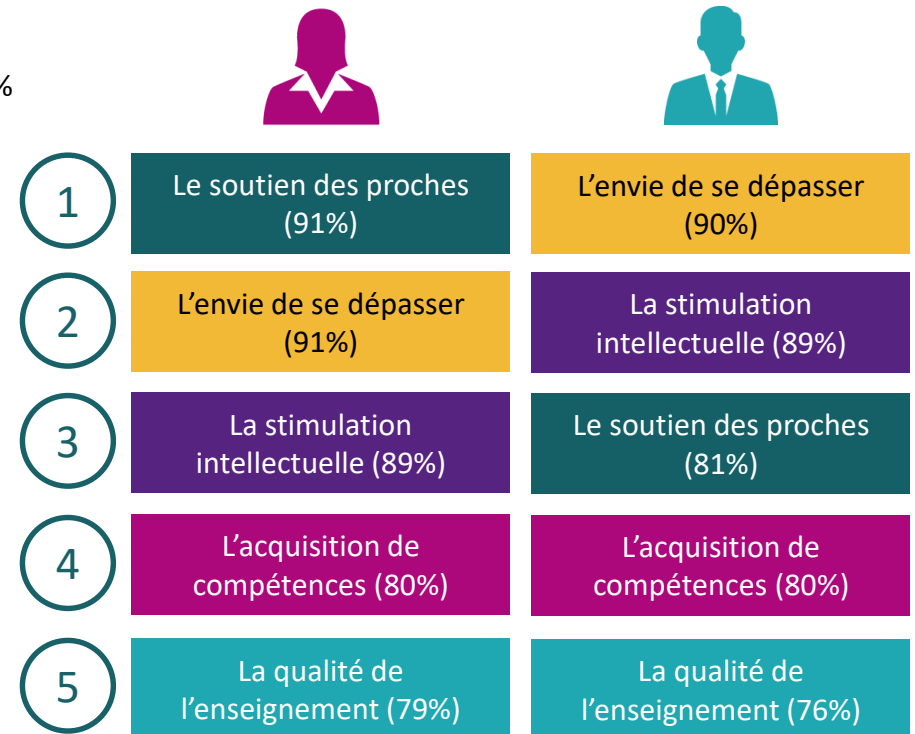 %
1
Le soutien des proches
(91%)
L’envie de se dépasser
(90%)
2
L’envie de se dépasser
(91%)
La stimulation
intellectuelle (89%)
3
La stimulation
intellectuelle (89%)
Le soutien des proches
(81%)
4
L’acquisition de
compétences (80%)
L’acquisition de
compétences (80%)
5
La qualité de
l’enseignement (79%)
La qualité de
l’enseignement (76%)